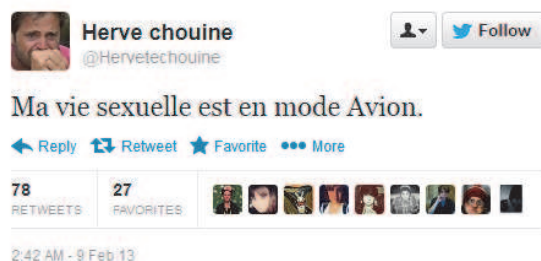 Herve chouine
@Hervetechouine
Follow
Ma vie sexuelle est en mode Avion.
Reply Retweet Favorite More
78 27
RETWEETS FAVORITES
2:42 AM - 9 Feb 13